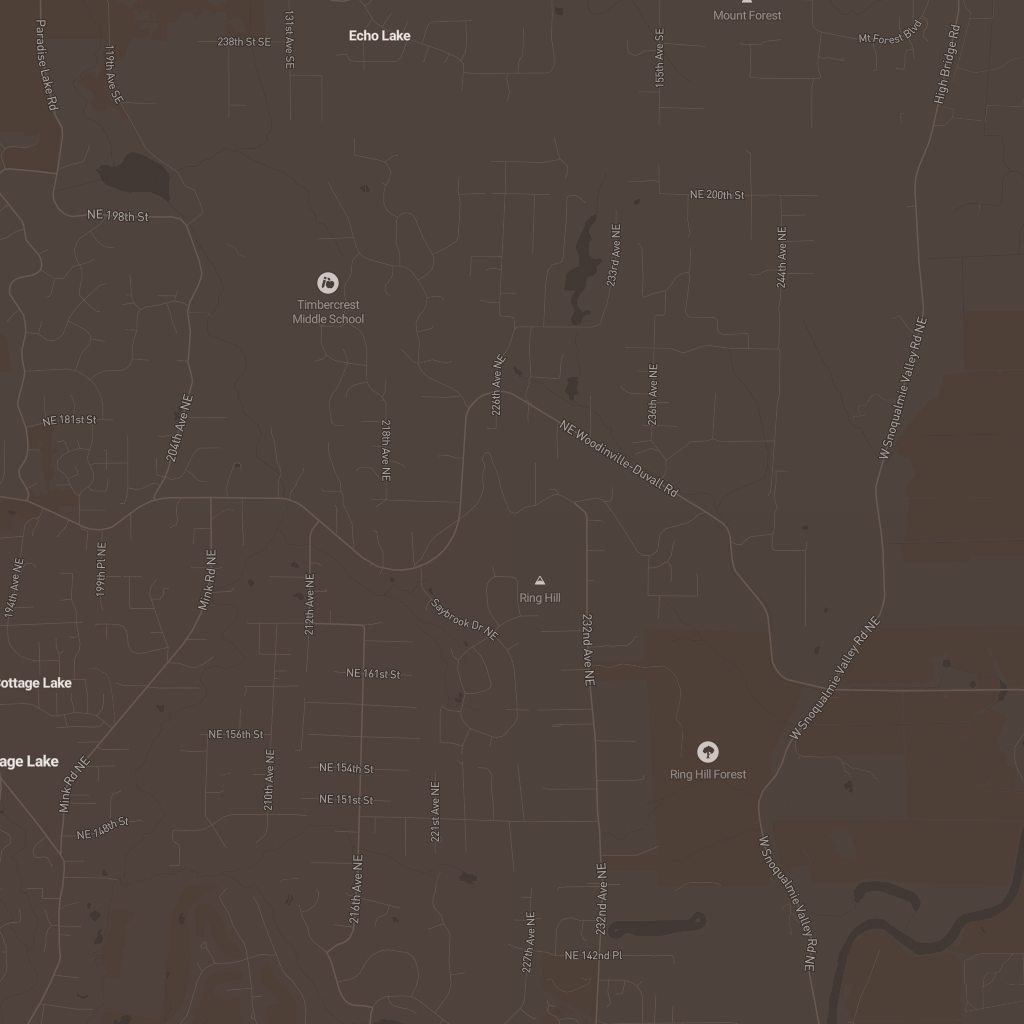 Mount Forest
Mt Forest Blvd
Echo Lake
238th St SE
131st Ave SE
155th Ave SE
High Bridge Rd
Paradise Lake Rd
119th Ave SE
NE 198th St
NE 200th St
233rd Ave NE
244th Ave NE
Timbercrest
Middle School
W Snoqualmie Valley Rd NE
226th Ave NE
236th Ave NE
NE 181st St
204th Ave NE
218th Ave NE
NE Woodinville-Duvall Rd
194th Ave NE
199th Pl NE
Mink Rd NE
212th Ave NE
Saybrook Dr NE
Ring Hill
232nd Ave NE
W Snoqualmie Valley Rd NE
NE 161st St
ottage Lake
NE 156th St
age Lake
NE 154th St
Ring Hill Forest
Mink Rd NE
210th Ave NE
NE 151st St
221st Ave NE
NE 148th St
216th Ave NE
232nd Ave NE
W Snoqualmie Valley Rd NE
227th Ave NE
NE 142nd Pl